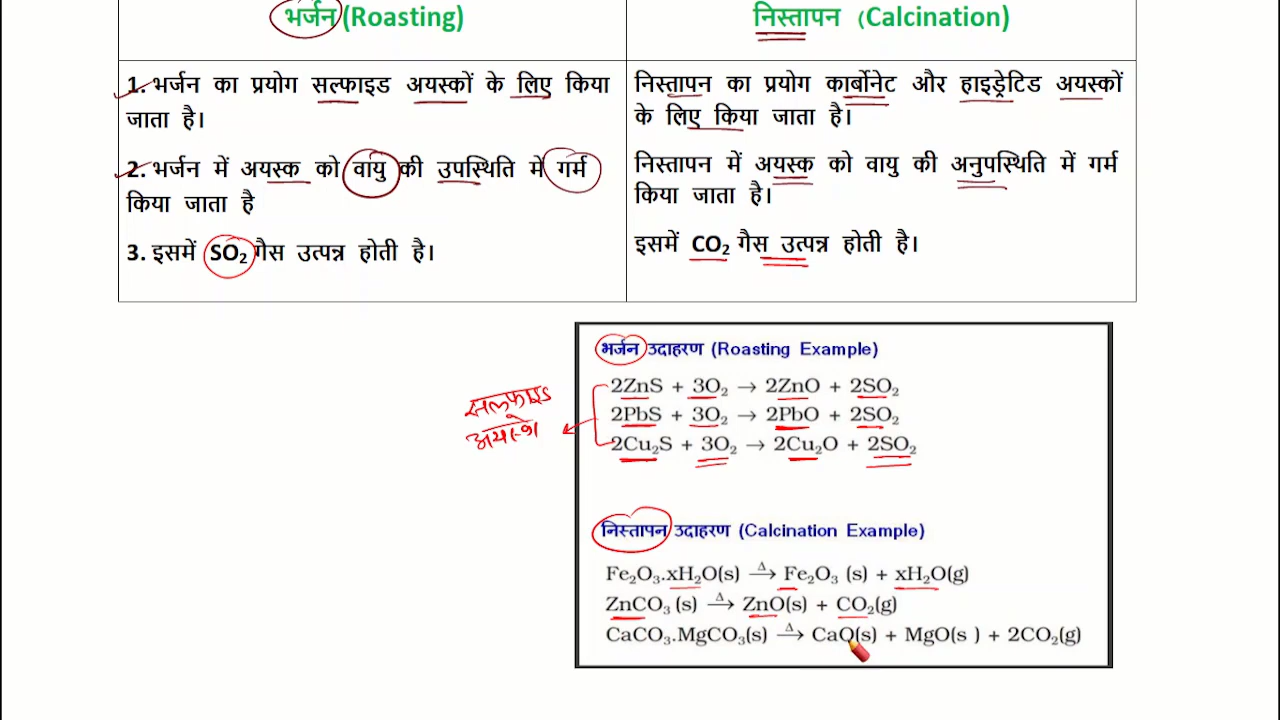 भर्जन (Roasting)
निस्तापन (Calcination)
1. भर्जन का प्रयोग सल्फाइड अयस्कों के लिए किया
जाता है।
2. भर्जन में अयस्क को वायु की उपस्थिति में गर्म
किया जाता है
3. इसमें SO₂ गैस उत्पन्न होती है।
निस्तापन का प्रयोग कार्बोनेट और हाइड्रेटिड अयस्कों
के लिए किया जाता है।
निस्तापन में अयस्क को वायु की अनुपस्थिति में गर्म
किया जाता है।
इसमें CO₂ गैस उत्पन्न होती है।
भर्जन उदाहरण (Roasting Example)
2ZnS + 3O₂ → 2ZnO + 2SO₂
2PbS + 3O₂ → 2PbO + 2SO₂
2Cu₂S + 3O₂ → 2Cu₂O + 2SO₂
सल्फाइड
निस्तापन उदाहरण (Calcination Example)
Fe₂O₃.xH₂O(s) →Δ Fe₂O₃ (s) + xH₂O(g)
ZnCO₃ (s) →Δ ZnO(s) + CO₂(g)
CaCO₃.MgCO₃(s) →Δ CaO(s) + MgO(s ) + 2CO₂(g)